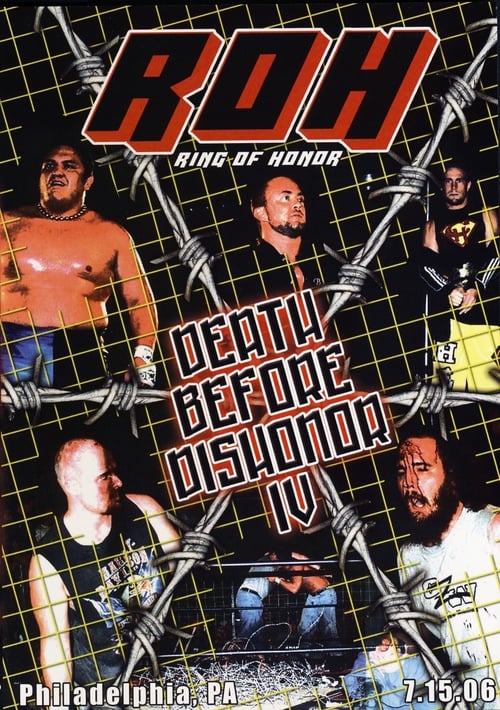 ROH
RING OF HONOR
DEATH
BEFORE
DISHONOR
IV
H
Philadelphia, PA
7.15.06